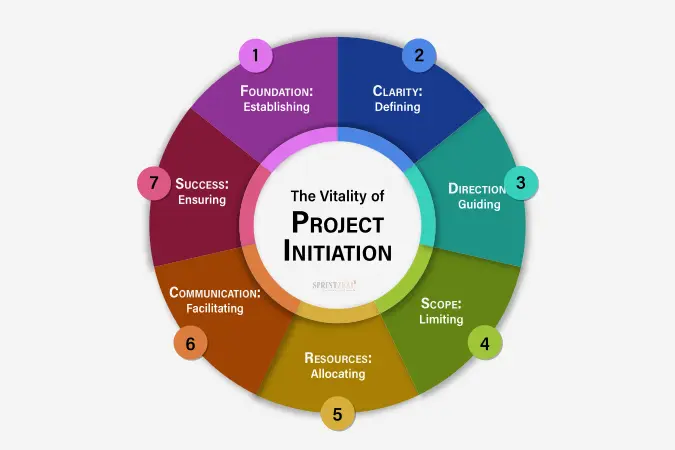 1
FOUNDATION:
Establishing
2
CLARITY:
Defining
3
DIRECTION
Guiding
4
SCOPE:
Limiting
5
RESOURCES:
Allocating
6
COMMUNICATION:
Facilitating
7
SUCCESS:
Ensuring
The Vitality of
PROJECT
INITIATION